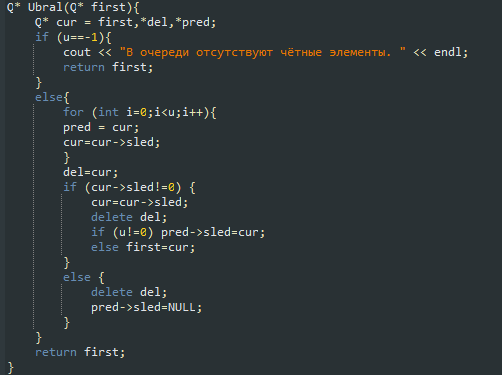 Q* Ubral(Q* first){
Q* cur = first,*del,*pred;
if (u==-1){
cout << "В очереди отсутствуют чётные элементы. " << endl;
return first;
}
else{
for (int i=0;i<u;i++){
pred = cur;
cur=cur->sled;
}
del=cur;
if (cur->sled!=0) {
cur=cur->sled;
delete del;
if (u!=0) pred->sled=cur;
else first=cur;
}
else {
delete del;
pred->sled=NULL;
}
}
return first;
}